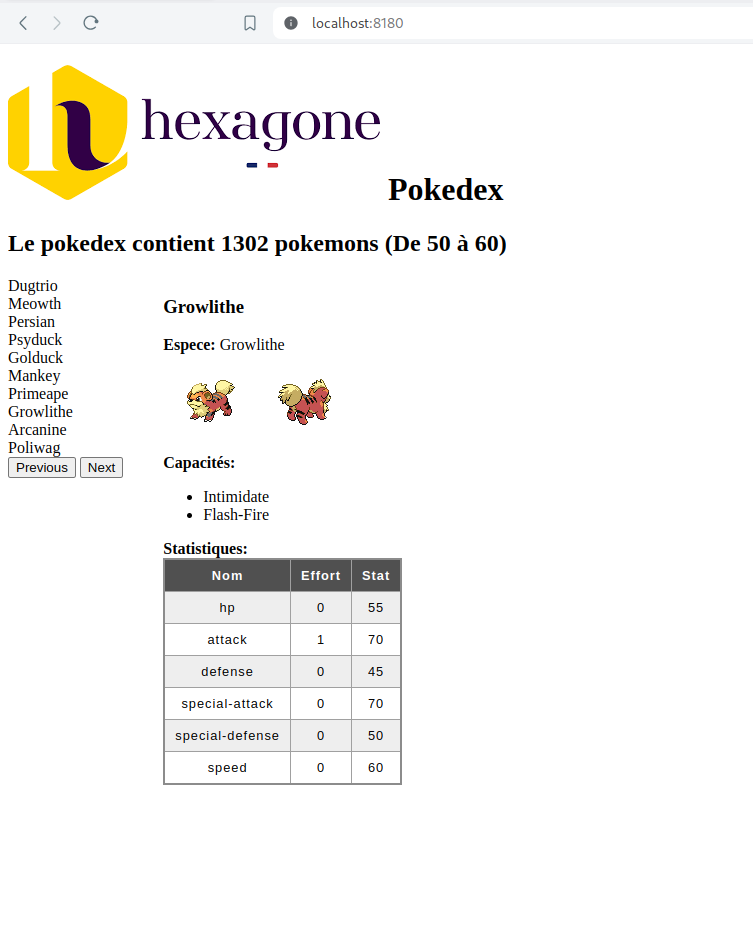 localhost:8180
hexagone
Pokedex
Le pokedex contient 1302 pokemons (De 50 à 60)
Dugtrio
Meowth
Persian
Psyduck
Golduck
Mankey
Primeape
Growlithe
Arcanine
Poliwag
Previous Next
Growlithe
Espece: Growlithe
Capacités:
• Intimidate
• Flash-Fire
Statistiques:
Nom Effort Stat
hp 0 55
attack 1 70
defense 0 45
special-attack 0 70
special-defense 0 50
speed 0 60